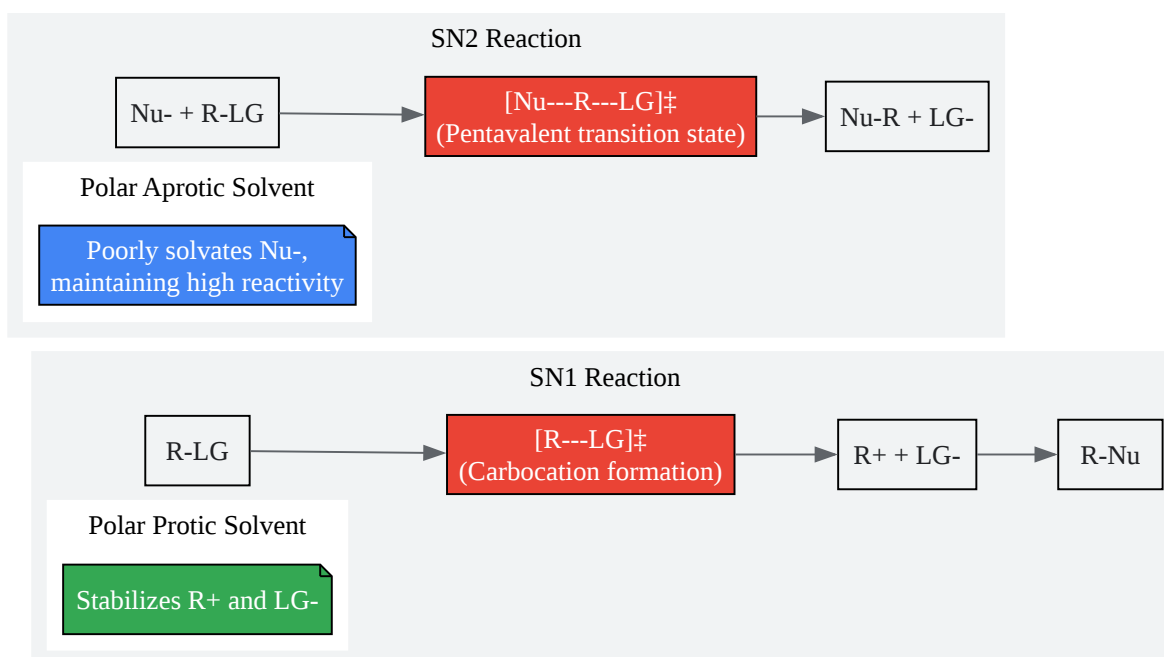 SN2 Reaction
Nu- + R-LG
[Nu---R---LG]‡
(Pentavalent transition state)
Nu-R + LG-
Polar Aprotic Solvent
Poorly solvates Nu-,
maintaining high reactivity
SN1 Reaction
R-LG
[R---LG]‡
(Carbocation formation)
R+ + LG-
R-Nu
Polar Protic Solvent
Stabilizes R+ and LG-